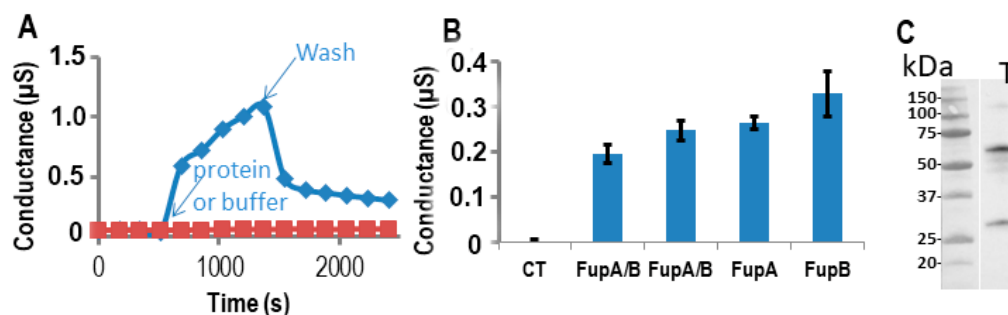 A
Conductance (µS)
1.5
1.0
0.5
0
Wash
protein
or buffer
0 1000 2000
Time (s)
B
Conductance (µS)
0.4
0.3
0.2
0.1
0
CT FupA/B FupA/B FupA FupB
C
kDa T
150-
100-
75-
50-
37-
25-
20-